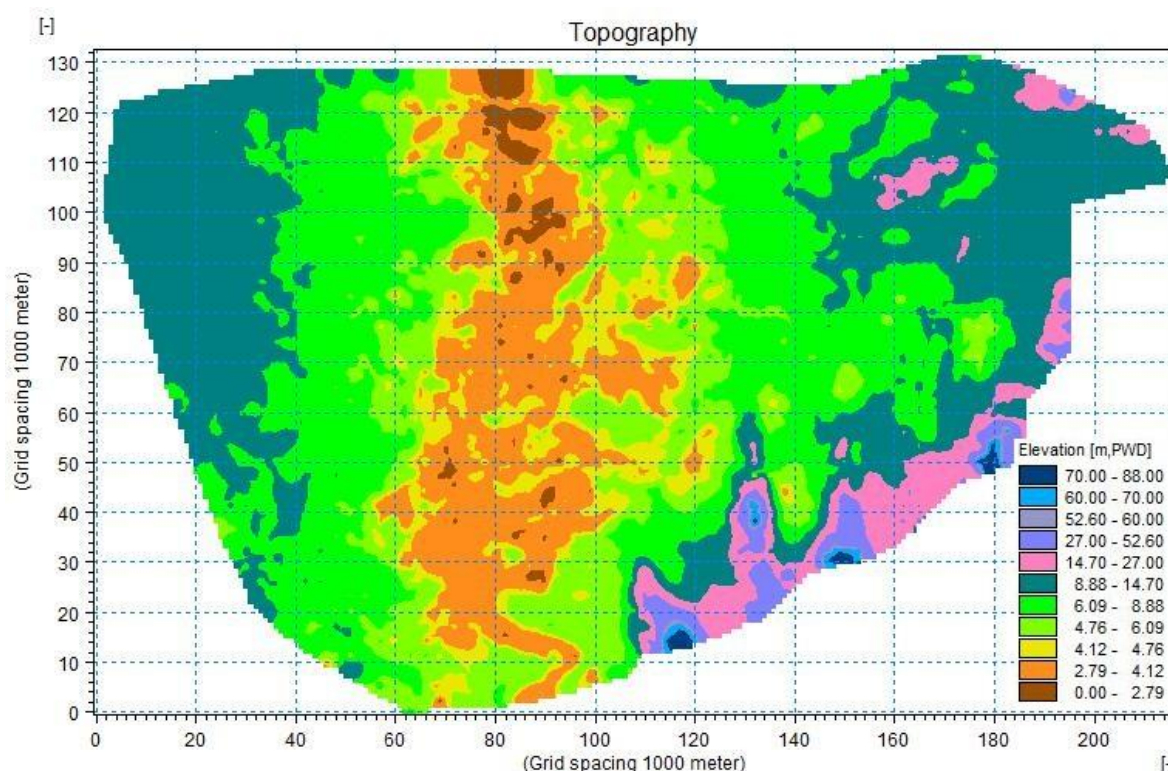 [-]
Topography
130
120
110
100
90
80
70
60
50
40
30
20
10
0
(Grid spacing 1000 meter)
0 20 40 60 80 100 120 140 160 180 200
(Grid spacing 1000 meter)
[-]
Elevation [m,PWD]
70.00 - 88.00
60.00 - 70.00
52.60 - 60.00
27.00 - 52.60
14.70 - 27.00
8.88 - 14.70
6.09 - 8.88
4.76 - 6.09
4.12 - 4.76
2.79 - 4.12
0.00 - 2.79